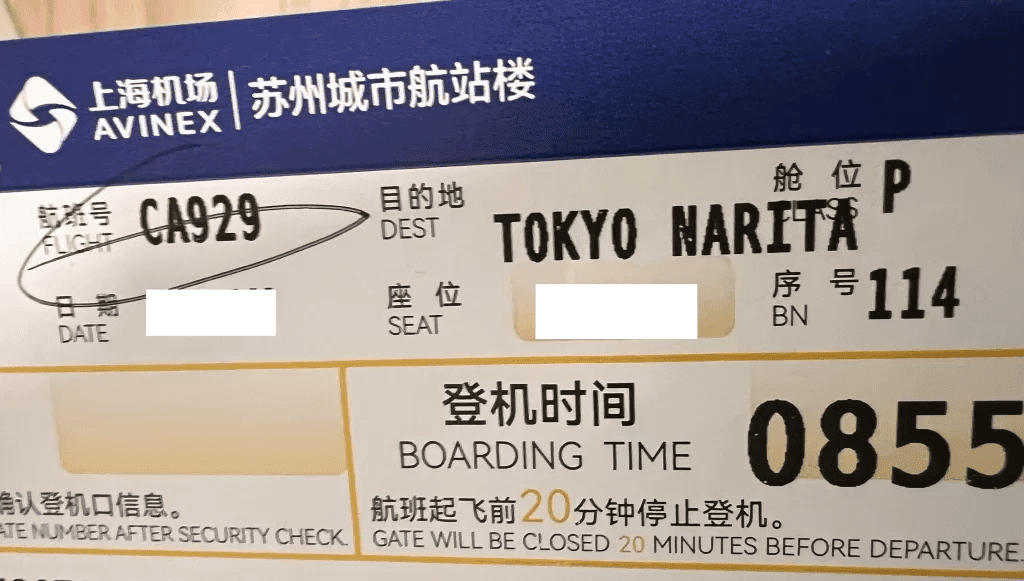 上海机场 苏州城市航站楼
AVINEX
航班号 CA929 目的地 TOKYO NARITA 舱位 P
FLIGHT DEST CLASS
日期 座位 序号 114
DATE SEAT BN
登机时间 0855
BOARDING TIME
确认登机口信息。
ATE NUMBER AFTER SECURITY CHECK.
航班起飞前20分钟停止登机。
GATE WILL BE CLOSED 20 MINUTES BEFORE DEPARTURE.